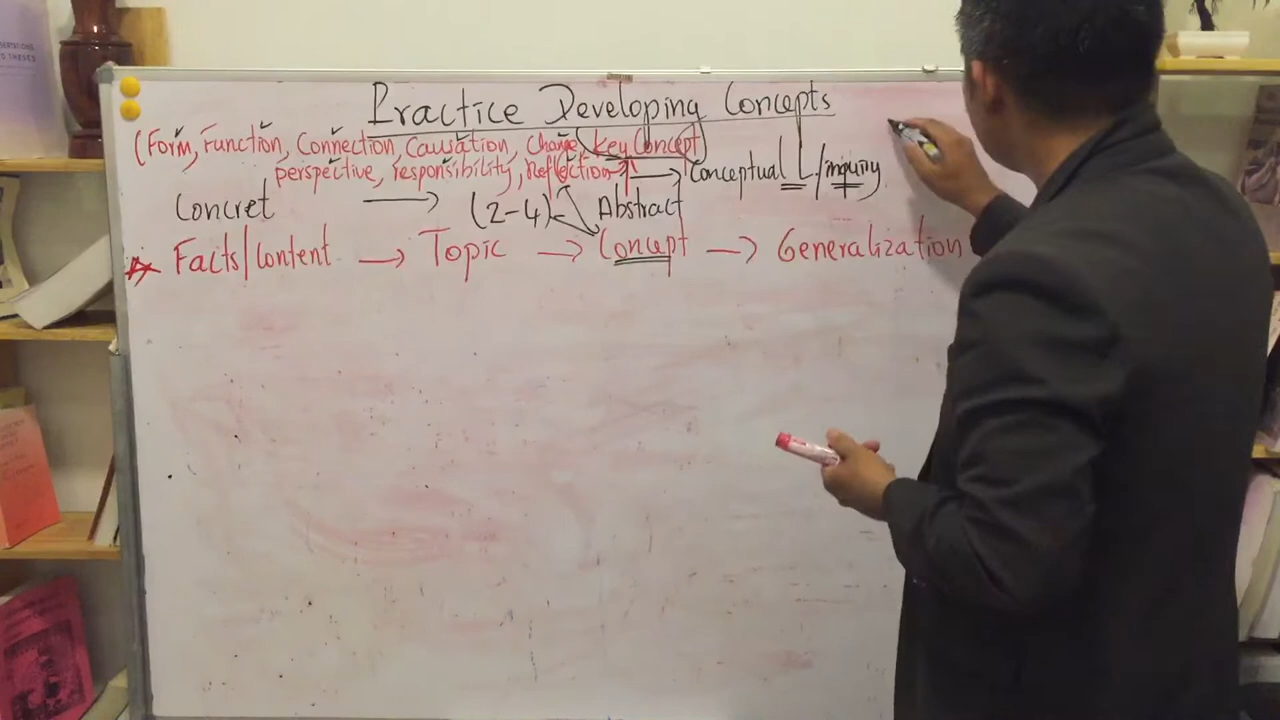 Practice Developing Concepts
(Form, Function, Connection Causation, Change, Key Concept
perspective, responsibility, Reflection → Conceptual L/inquiry
Concret → (2-4) Abstract
Facts/Content → Topic → Concept → Generalization